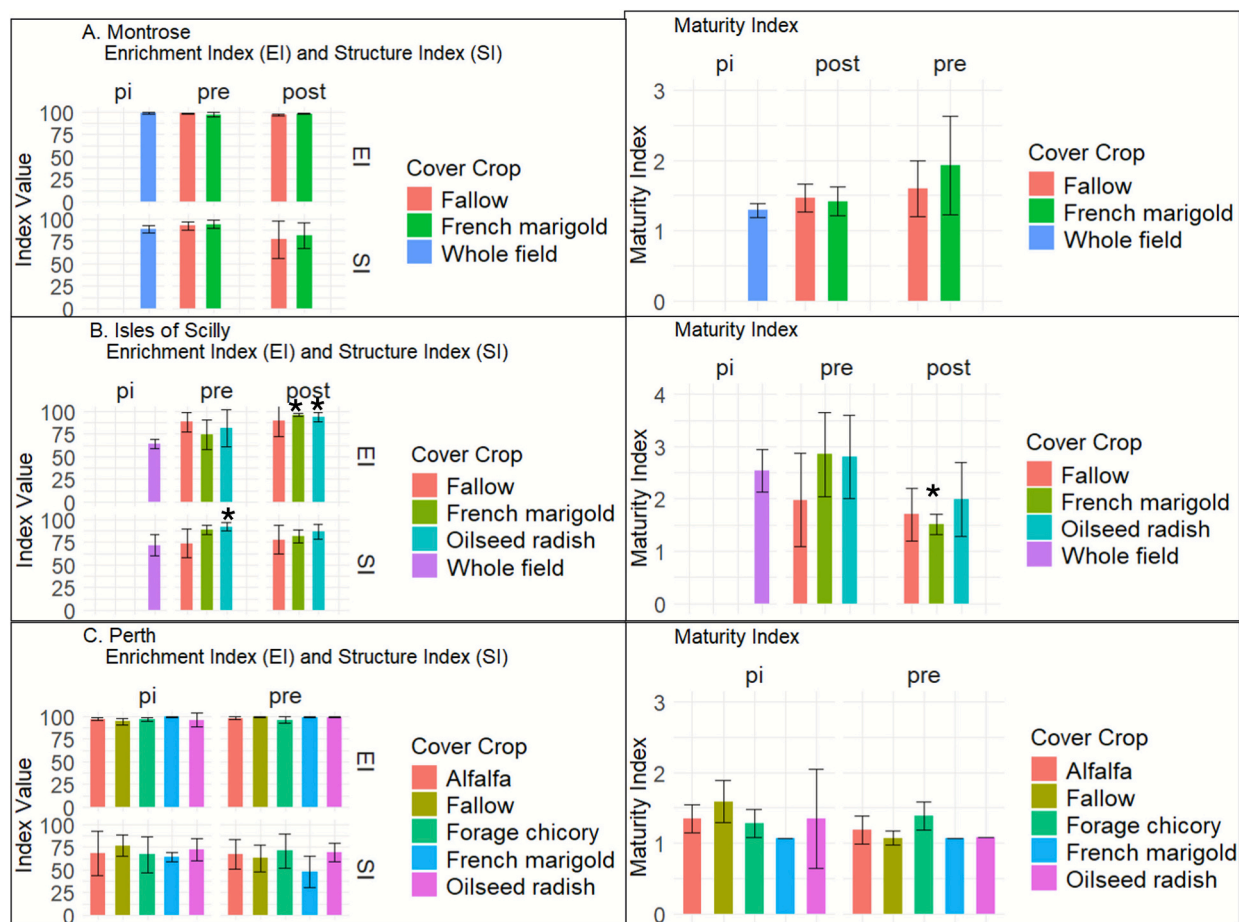 A. Montrose
Enrichment Index (EI) and Structure Index (SI)
pi pre post
Index Value
100
75
50
25
0
EI
100
75
50
25
0
SI
Cover Crop
Fallow
French marigold
Whole field
Maturity Index
pi post pre
Maturity Index
3
2
1
0
Cover Crop
Fallow
French marigold
Whole field
B. Isles of Scilly
Enrichment Index (EI) and Structure Index (SI)
pi pre post
* *
Index Value
100
75
50
25
0
EI
*
100
75
50
25
0
SI
Cover Crop
Fallow
French marigold
Oilseed radish
Whole field
Maturity Index
pi pre post
Maturity Index
4
3
2
1
0
*
Cover Crop
Fallow
French marigold
Oilseed radish
Whole field
C. Perth
Enrichment Index (EI) and Structure Index (SI)
pi pre
Index Value
100
75
50
25
0
EI
100
75
50
25
0
SI
Cover Crop
Alfalfa
Fallow
Forage chicory
French marigold
Oilseed radish
Maturity Index
pi pre
Maturity Index
3
2
1
0
Cover Crop
Alfalfa
Fallow
Forage chicory
French marigold
Oilseed radish